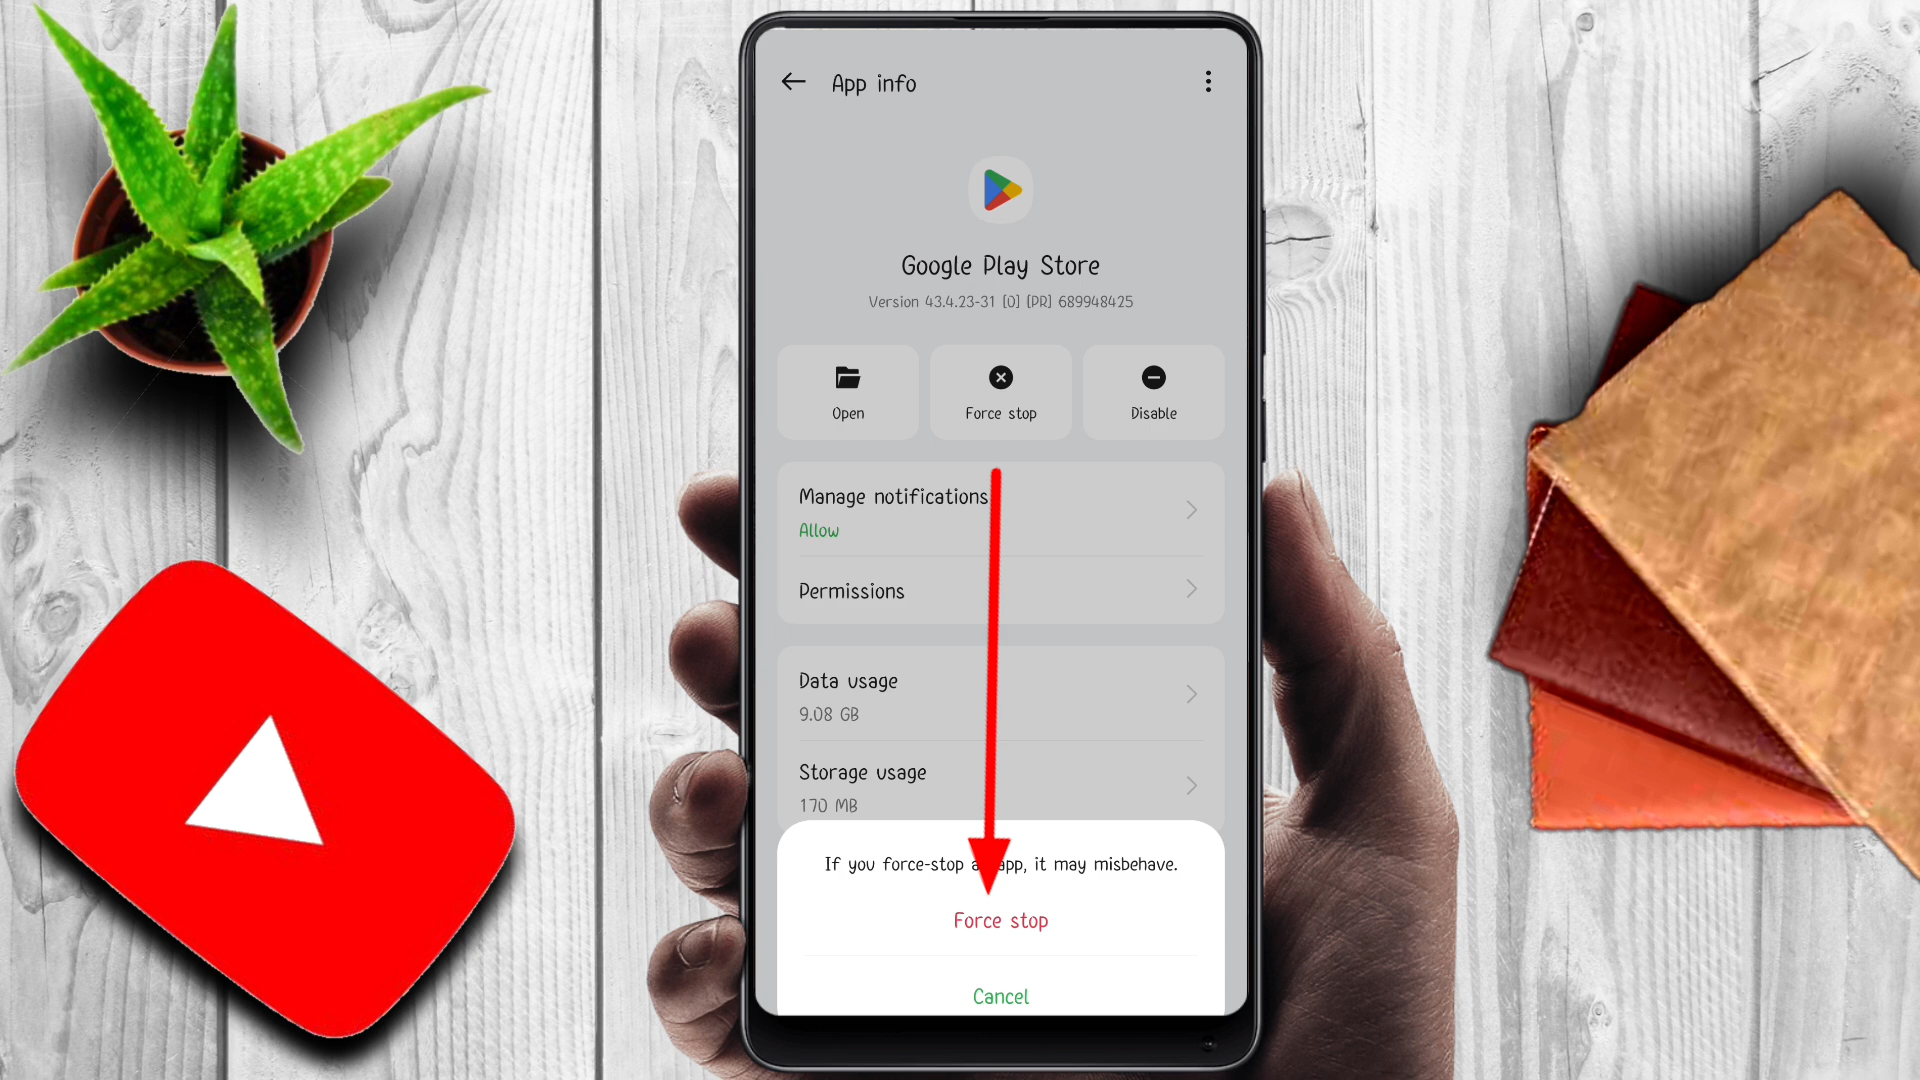 App info
Google Play Store
Version 43.4.23-31 [0] [PR] 689948425
Open
Force stop
Disable
Manage notifications
Allow
Permissions
Data usage
9.08 GB
Storage usage
170 MB
If you force-stop a app, it may misbehave.
Force stop
Cancel